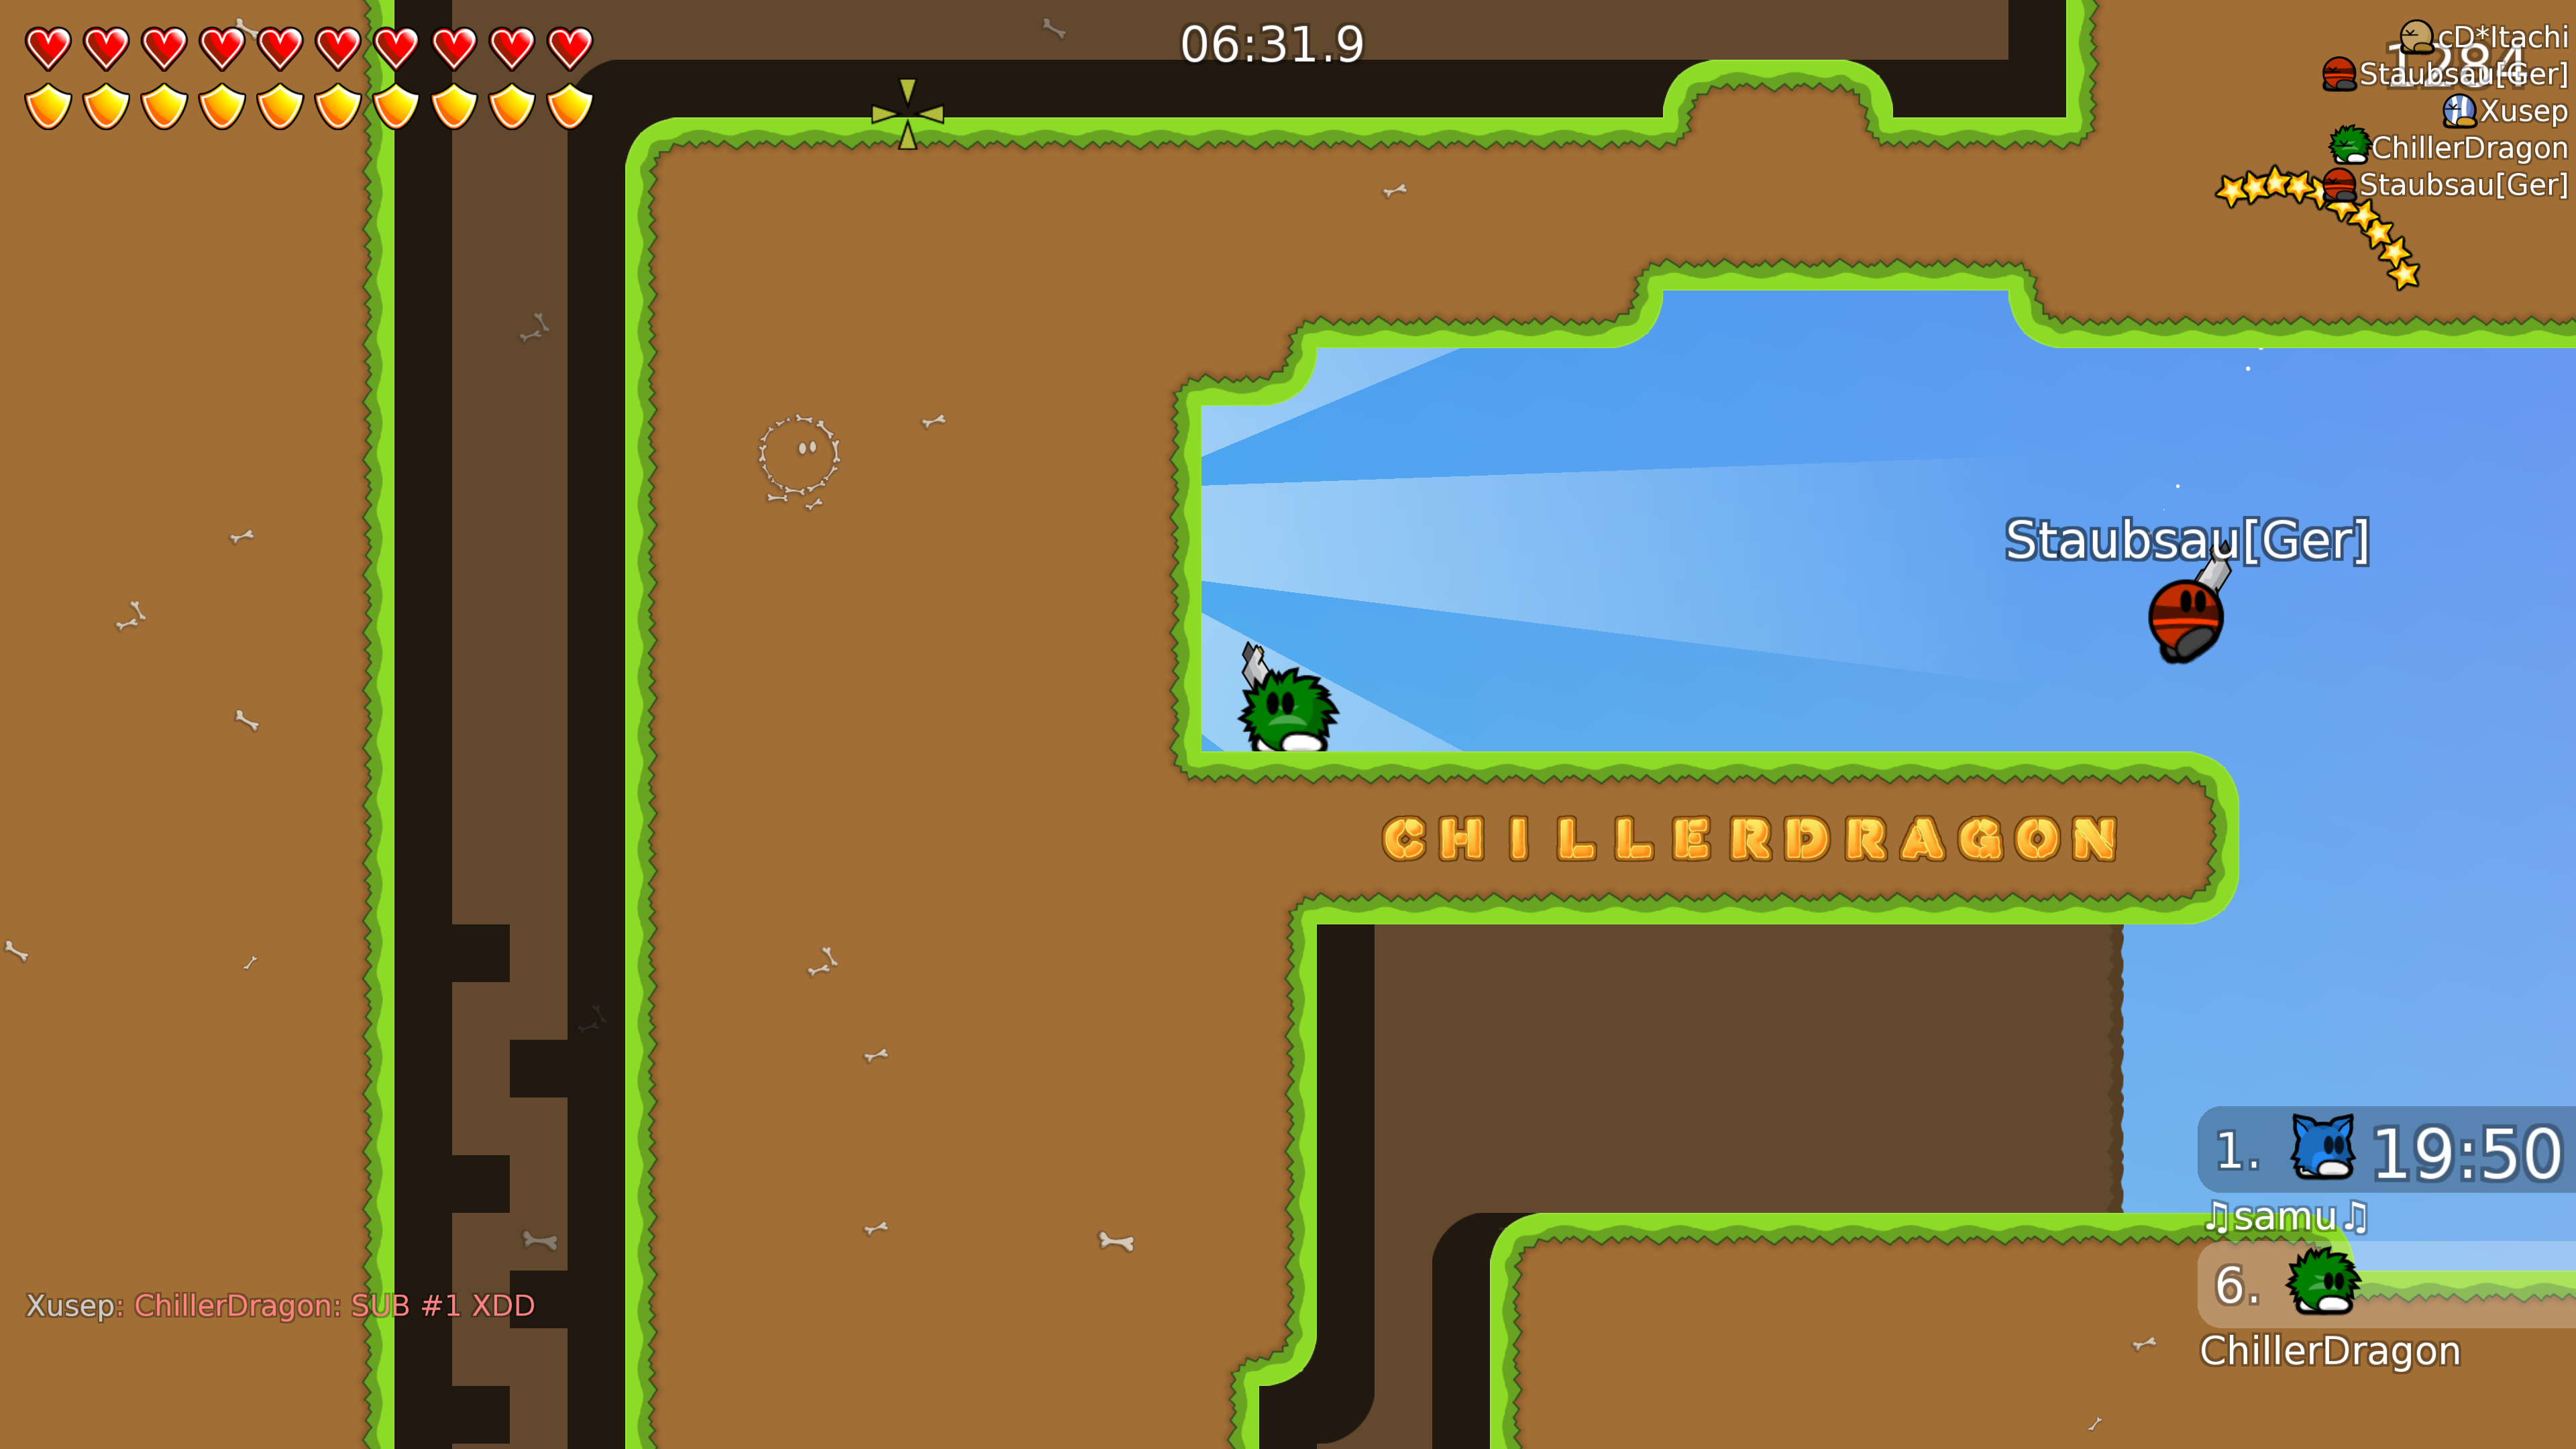 06:31.9
cD*Itachi
1284
Staubsau[Ger]
Xusep
ChillerDragon
Staubsau[Ger]
Staubsau[Ger]
CHILLERDRAGON
1. 19:50
♫samu♫
6.
ChillerDragon
Xusep: ChillerDragon: SUB #1 XDD